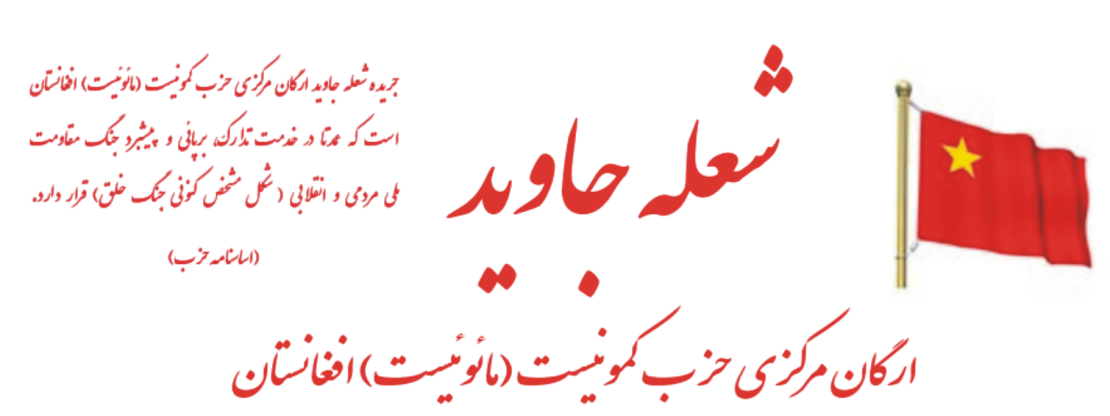 شعله جاوید
جریده شعله جاوید ارگان مرکزی حزب کمونیست (مائوئیست) افغانستان
است که عمدتا در خدمت تدارک، برپائی و پیشبرد جنگ مقاومت
ملی مردمی و انقلابی (شکل مشخص کنونی جنگ خلق) قرار دارد.
(اساسنامه حزب)
ارگان مرکزی حزب کمونیست (مائوئیست) افغانستان